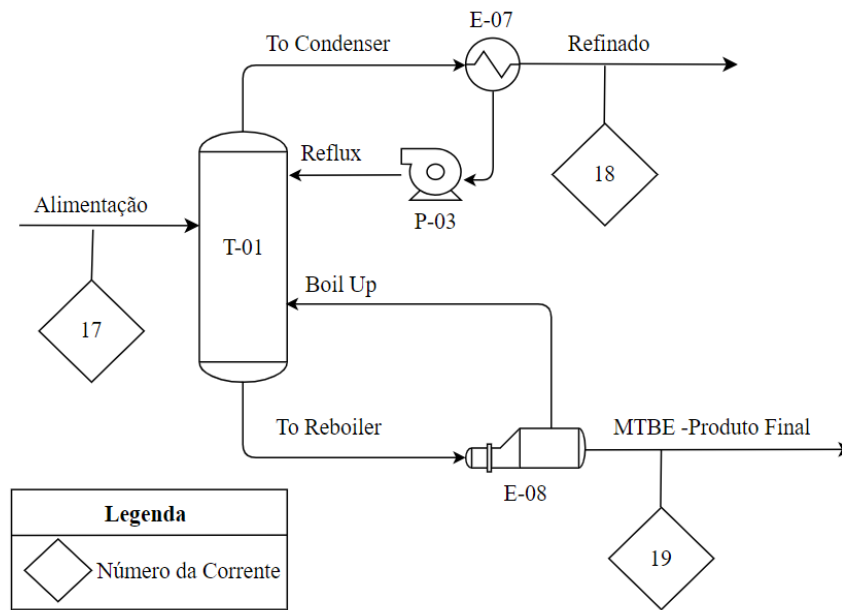 E-07
To Condenser
Refinado
Reflux
18
Alimentação
P-03
T-01
Boil Up
17
To Reboiler
MTBE -Produto Final
E-08
Legenda
Número da Corrente
19